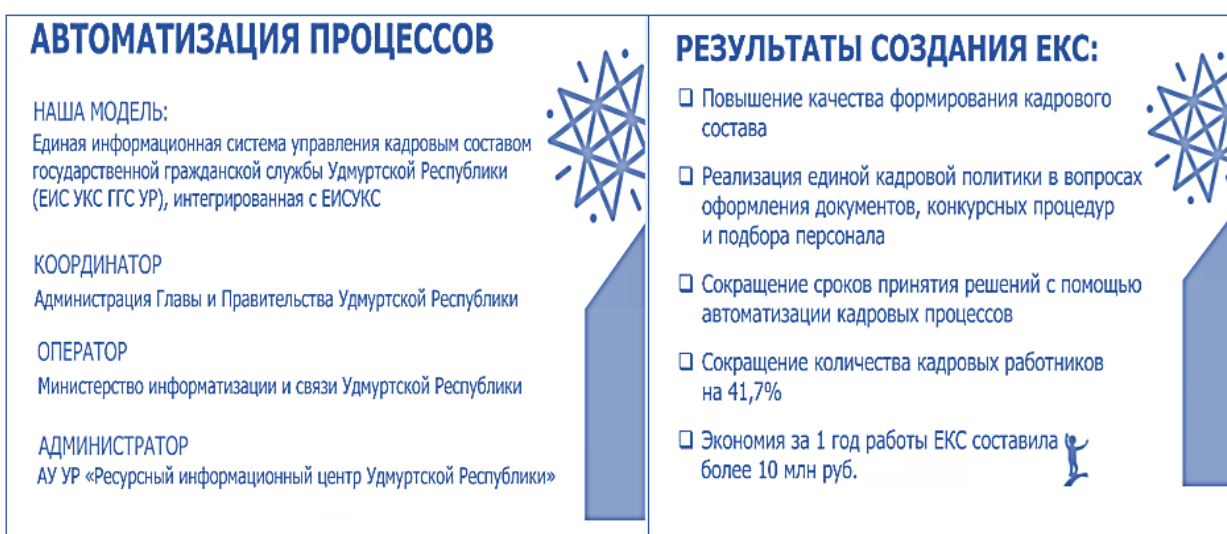 АВТОМАТИЗАЦИЯ ПРОЦЕССОВ
НАША МОДЕЛЬ:
Единая информационная система управления кадровым составом
государственной гражданской службы Удмуртской Республики
(ЕИС УКС ГГС УР), интегрированная с ЕИСУКС
КООРДИНАТОР
Администрация Главы и Правительства Удмуртской Республики
ОПЕРАТОР
Министерство информатизации и связи Удмуртской Республики
АДМИНИСТРАТОР
АУ УР «Ресурсный информационный центр Удмуртской Республики»
РЕЗУЛЬТАТЫ СОЗДАНИЯ ЕКС:
Повышение качества формирования кадрового
состава
Реализация единой кадровой политики в вопросах
оформления документов, конкурсных процедур
и подбора персонала
Сокращение сроков принятия решений с помощью
автоматизации кадровых процессов
Сокращение количества кадровых работников
на 41,7%
Экономия за 1 год работы ЕКС составила
более 10 млн руб.